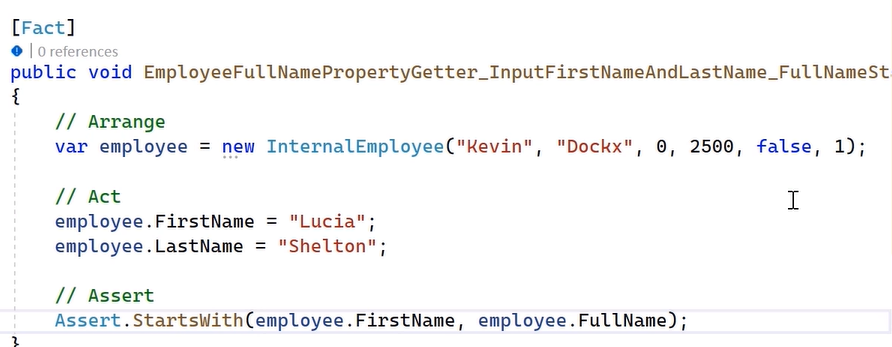 [Fact]
| 0 references
public void EmployeeFullNamePropertyGetter_InputFirstNameAndLastName_FullNameSt
{
// Arrange
var employee = new InternalEmployee("Kevin", "Dockx", 0, 2500, false, 1);
// Act
employee.FirstName = "Lucia";
employee.LastName = "Shelton";
// Assert
Assert.StartsWith(employee.FirstName, employee.FullName);
}